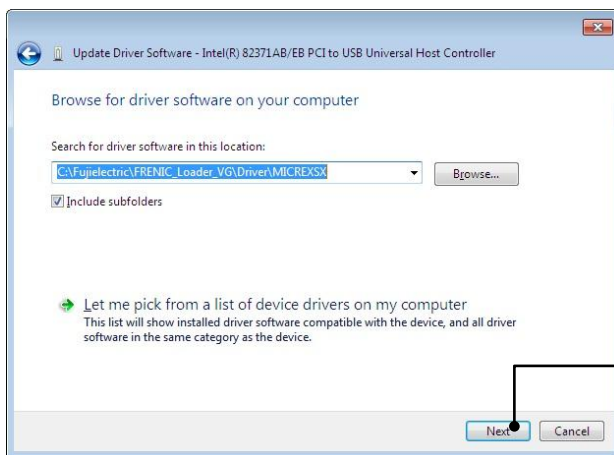 Update Driver Software - Intel(R) 82371AB/EB PCI to USB Universal Host Controller
Browse for driver software on your computer
Search for driver software in this location:
C:\Fujielectric\FRENIC_Loader_VG\Driver\MICREXSX
Browse...
Include subfolders
Let me pick from a list of device drivers on my computer
This list will show installed driver software compatible with the device, and all driver
software in the same category as the device.
Next
Cancel